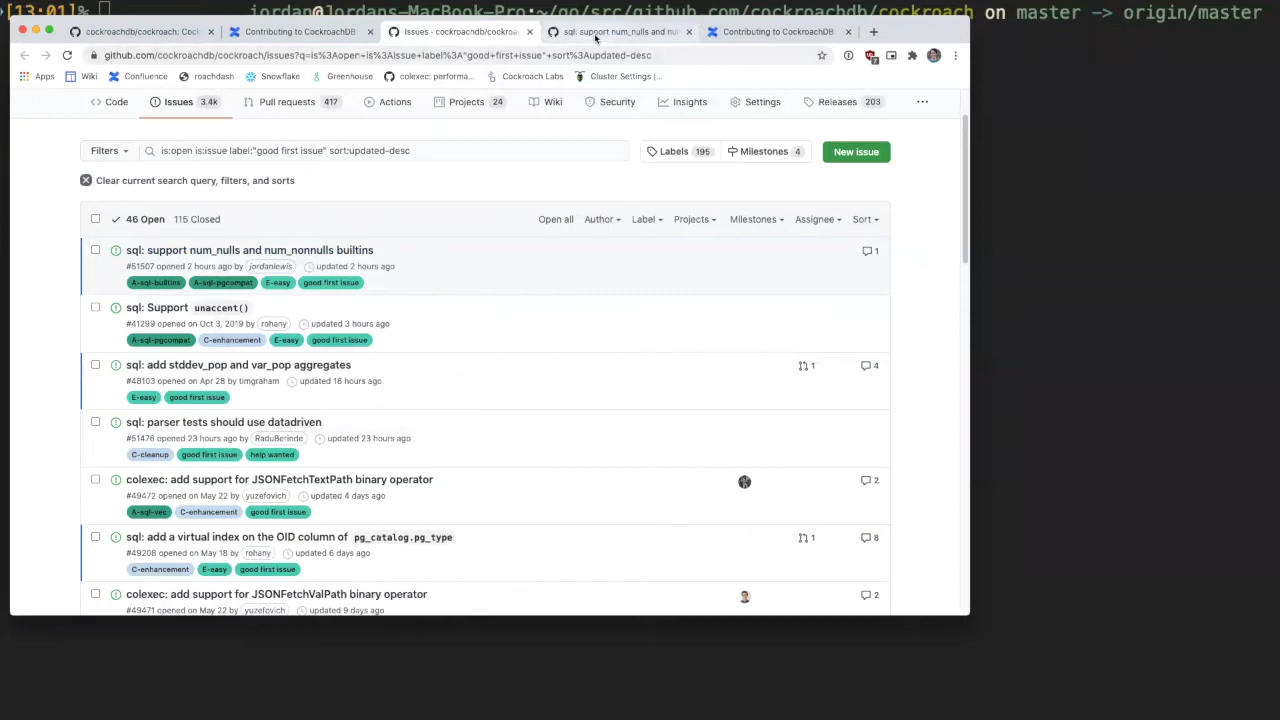 [13:01]% jordan@Jordans-MacBook-Pro:~/go/src/github.com/cockroachdb/cockroach on master -> origin/master
cockroachdb/cockroach: Coc Contributing to CockroachDB Issues · cockroachdb/cockroa sql: support num_nulls and nu Contributing to CockroachDB
github.com/cockroachdb/cockroach/issues?q=is%3Aopen+is%3Aissue+label%3A"good+first+issue"+sort%3Aupdated-desc
Apps Wiki Confluence roachdash Snowflake Greenhouse colexec: performa... Cockroach Labs Cluster Settings |...
Code Issues 3.4k Pull requests 417 Actions Projects 24 Wiki Security Insights Settings Releases 203
Filters is:open is:issue label:"good first issue" sort:updated-desc Labels 195 Milestones 4 New issue
Clear current search query, filters, and sorts
46 Open 115 Closed Open all Author Label Projects Milestones Assignee Sort
sql: support num_nulls and num_nonnulls builtins 1
#51507 opened 2 hours ago by jordanlewis updated 2 hours ago
A-sql-builtins A-sql-pgcompat E-easy good first issue
sql: Support unaccent()
#41299 opened on Oct 3, 2019 by rohany updated 3 hours ago
A-sql-pgcompat C-enhancement E-easy good first issue
sql: add stddev_pop and var_pop aggregates 1 4
#48103 opened on Apr 28 by timgraham updated 18 hours ago
E-easy good first issue
sql: parser tests should use datadriven
#51476 opened 23 hours ago by RaduBerinde updated 23 hours ago
C-cleanup good first issue help wanted
colexec: add support for JSONFetchTextPath binary operator 2
#49472 opened on May 22 by yuzefovich updated 4 days ago
A-sql-vec C-enhancement good first issue
sql: add a virtual index on the OID column of pg_catalog.pg_type 1 8
#49208 opened on May 18 by rohany updated 6 days ago
C-enhancement E-easy good first issue
colexec: add support for JSONFetchValPath binary operator 2
#49471 opened on May 22 by yuzefovich updated 9 days ago